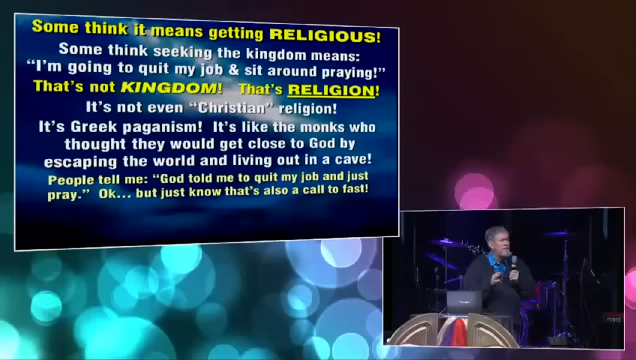 Some think it means getting RELIGIOUS!
Some think seeking the kingdom means:
“I’m going to quit my job & sit around praying!”
That’s not KINGDOM! That’s RELIGION!
It’s not even “Christian” religion!
It’s Greek paganism! It’s like the monks who
thought they would get close to God by
escaping the world and living out in a cave!
People tell me: “God told me to quit my job and just
pray.” Ok... but just know that’s also a call to fast!